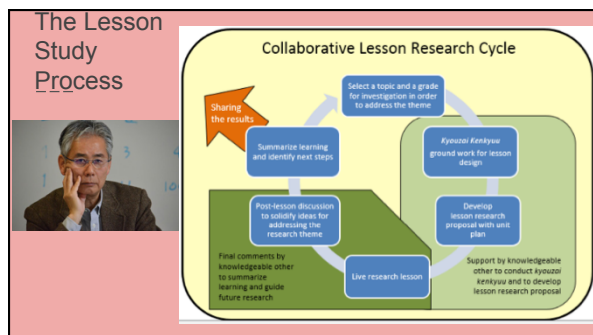 The Lesson
Study
Process
Collaborative Lesson Research Cycle
Select a topic and a grade
for investigation in order
to address the theme
Sharing
the results
Kyouzai Kenkyuu
ground work for lesson
design
Summarize learning
and identify next steps
Post-lesson discussion
to solidify ideas for
addressing the
research theme
Develop
lesson research
proposal with unit
plan
Live research lesson
Final comments by
knowledgeable other
to summarize
learning and guide
future research
Support by knowledgeable
other to conduct kyouzai
kenkyuu and to develop
lesson research proposal